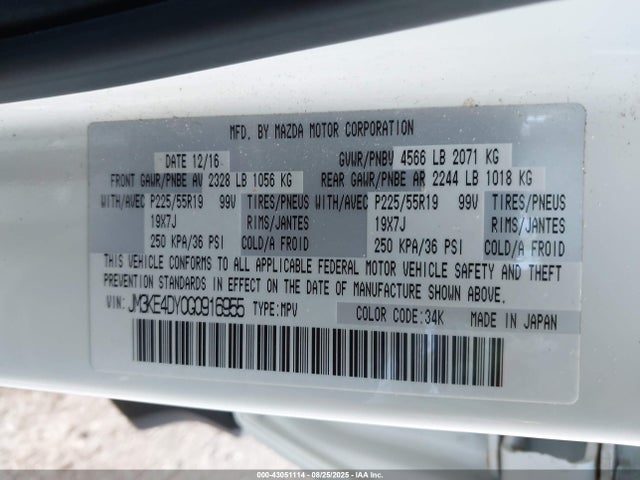 MFD. BY MAZDA MOTOR CORPORATION
DATE 12/16 GVWR/PNBV 4566 LB 2071 KG
FRONT GAWR/PNBE AV 2328 LB 1056 KG REAR GAWR/PNBE AR 2244 LB 1018 KG
WITH/AVEC P225/55R19 99V TIRES/PNEUS WITH/AVEC P225/55R19 99V TIRES/PNEUS
19X7J RIMS/JANTES 19X7J RIMS/JANTES
250 KPA/36 PSI COLD/A FROID 250 KPA/36 PSI COLD/A FROID
THIS VEHICLE CONFORMS TO ALL APPLICABLE FEDERAL MOTOR VEHICLE SAFETY AND THEFT
PREVENTION STANDARDS IN EFFECT ON THE DATE OF MANUFACTURE SHOWN ABOVE.
VIN: JM3KE4DY0G0916955 TYPE:MPV COLOR CODE:34K MADE IN JAPAN
000-43051114 - 08/25/2025 - IAA Inc.